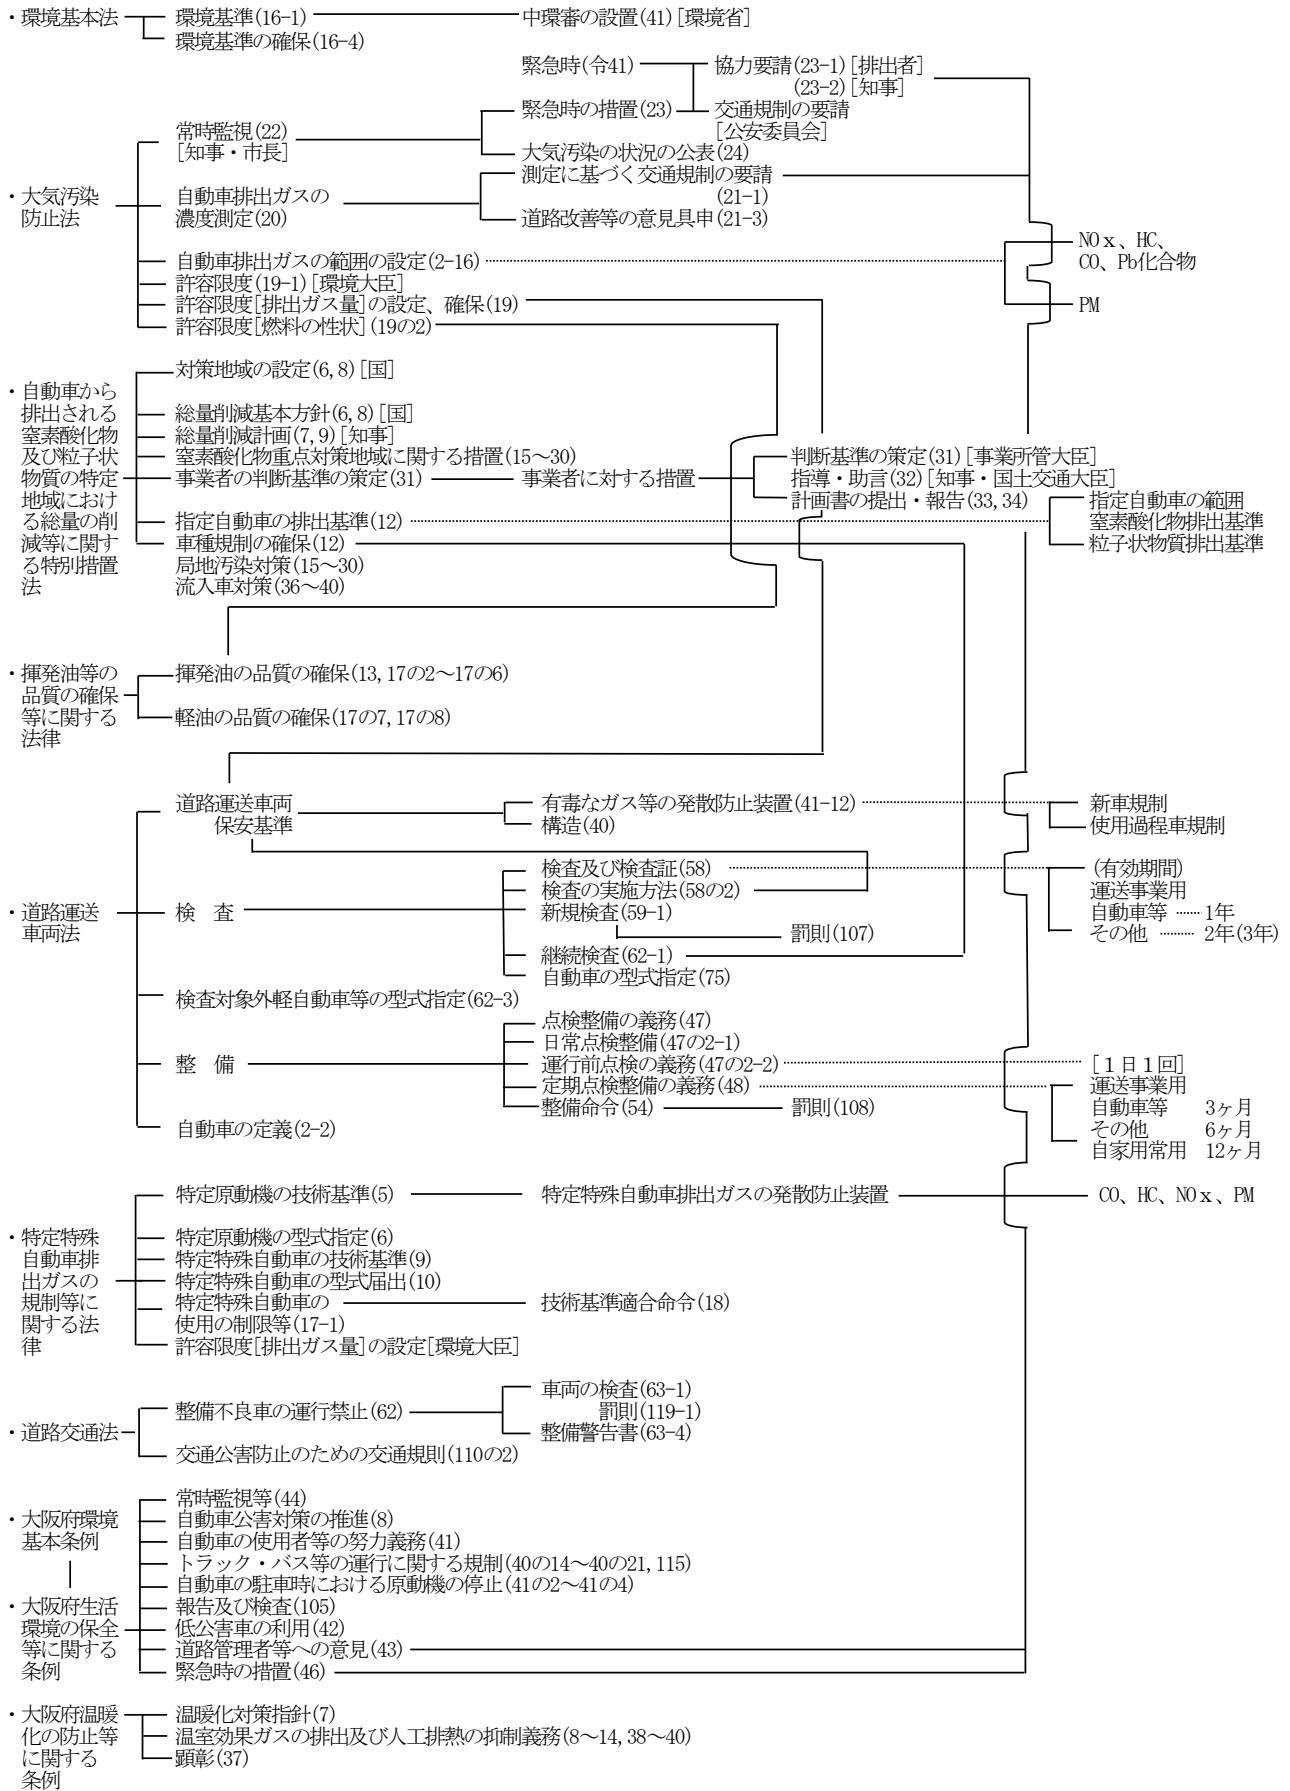 ・環境基本法
環境基準(16-1)
中環審の設置(41)[環境省]
環境基準の確保(16-4)
緊急時(令41)
協力要請(23-1)[排出者]
(23-2)[知事]
緊急時の措置(23)
交通規制の要請
[公安委員会]
常時監視(22)
[知事・市長]
大気汚染の状況の公表(24)
測定に基づく交通規制の要請
(21-1)
・大気汚染
防止法
自動車排出ガスの
濃度測定(20)
道路改善等の意見具申(21-3)
自動車排出ガスの範囲の設定(2-16)
NOｘ、HC、
CO、Pb化合物
許容限度(19-1)[環境大臣]
許容限度[排出ガス量]の設定、確保(19)
PM
許容限度[燃料の性状](19の2)
・自動車から
排出される
窒素酸化物
及び粒子状
物質の特定
地域におけ
る総量の削
減等に関す
る特別措置
法
対策地域の設定(6,8)[国]
総量削減基本方針(6,8)[国]
総量削減計画(7,9)[知事]
窒素酸化物重点対策地域に関する措置(15～30)
事業者の判断基準の策定(31)
事業者に対する措置
判断基準の策定(31)[事業所管大臣]
指導・助言(32)[知事・国土交通大臣]
計画書の提出・報告(33,34)
指定自動車の排出基準(12)
指定自動車の範囲
窒素酸化物排出基準
粒子状物質排出基準
車種規制の確保(12)
局地汚染対策(15～30)
流入車対策(36～40)
・揮発油等の
品質の確保
等に関する
法律
揮発油の品質の確保(13,17の2～17の6)
軽油の品質の確保(17の7,17の8)
・道路運送
車両法
道路運送車両
保安基準
有毒なガス等の発散防止装置(41-12)
構造(40)
新車規制
使用過程車規制
検　査
検査及び検査証(58)
検査の実施方法(58の2)
新規検査(59-1)
罰則(107)
継続検査(62-1)
自動車の型式指定(75)
(有効期間)
運送事業用
自動車等 …… 1年
その他 …… 2年(3年)
検査対象外軽自動車等の型式指定(62-3)
整　備
点検整備の義務(47)
日常点検整備(47の2-1)
運行前点検の義務(47の2-2)
定期点検整備の義務(48)
整備命令(54)
罰則(108)
[１日１回]
運送事業用
自動車等　3ヶ月
その他　6ヶ月
自家用常用　12ヶ月
自動車の定義(2-2)
・特定特殊
自動車排
出ガスの
規制等に
関する法
律
特定原動機の技術基準(5)
特定特殊自動車排出ガスの発散防止装置
CO、HC、NOｘ、PM
特定原動機の型式指定(6)
特定特殊自動車の技術基準(9)
特定特殊自動車の型式届出(10)
特定特殊自動車の
使用の制限等(17-1)
技術基準適合命令(18)
許容限度[排出ガス量]の設定[環境大臣]
・道路交通法
整備不良車の運行禁止(62)
車両の検査(63-1)
罰則(119-1)
整備警告書(63-4)
交通公害防止のための交通規則(110の2)
・大阪府環境
基本条例
・大阪府生活
環境の保全
等に関する
条例
常時監視等(44)
自動車公害対策の推進(8)
自動車の使用者等の努力義務(41)
トラック・バス等の運行に関する規制(40の14～40の21,115)
自動車の駐車時における原動機の停止(41の2～41の4)
報告及び検査(105)
低公害車の利用(42)
道路管理者等への意見(43)
緊急時の措置(46)
・大阪府温暖
化の防止等
に関する
条例
温暖化対策指針(7)
温室効果ガスの排出及び人工排熱の抑制義務(8～14,38～40)
顕彰(37)